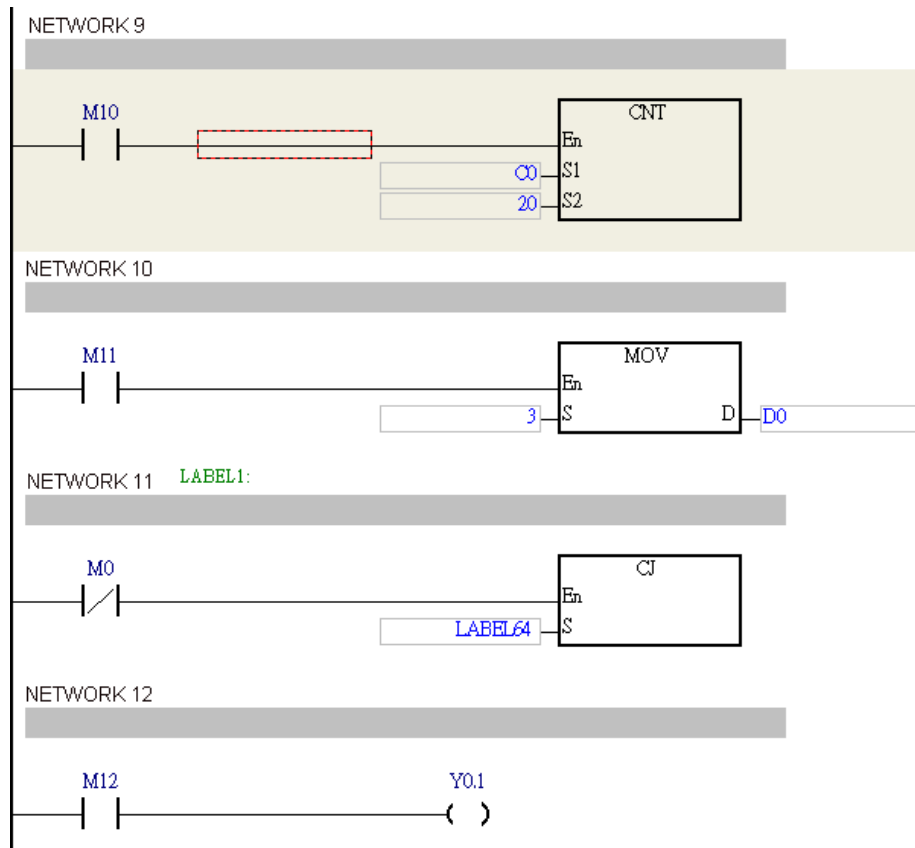 NETWORK 9
M10
CNT
En
C0 S1
20 S2
NETWORK 10
M11
MOV
En
3 S D D0
NETWORK 11 LABEL1:
M0
CJ
En
LABEL64 S
NETWORK 12
M12 Y0.1